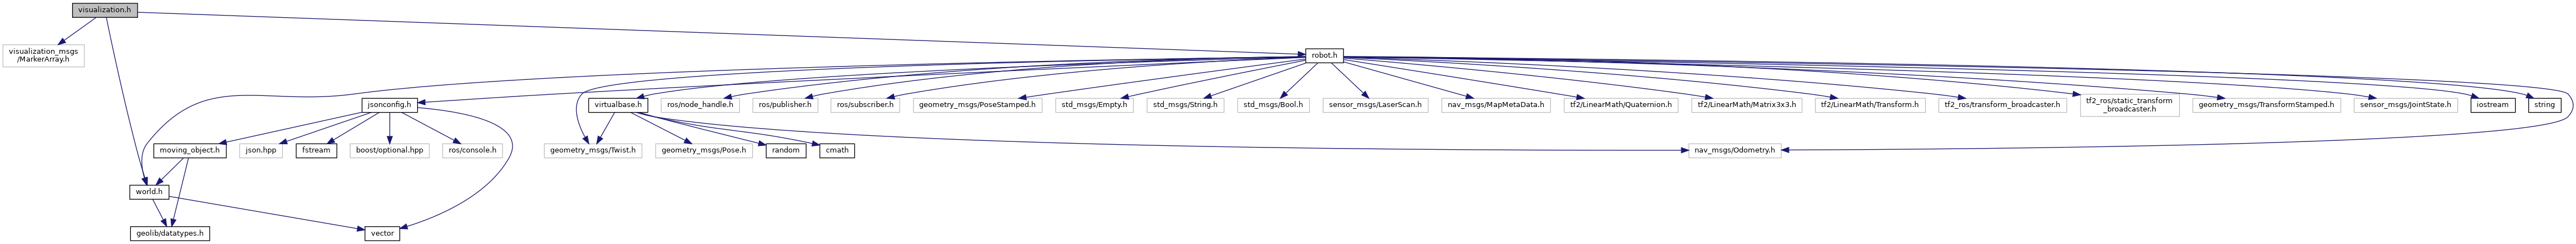 visualization.h
visualization_msgs
/MarkerArray.h
robot.h
jsonconfig.h
virtualbase.h
ros/node_handle.h
ros/publisher.h
ros/subscriber.h
geometry_msgs/PoseStamped.h
std_msgs/Empty.h
std_msgs/String.h
std_msgs/Bool.h
sensor_msgs/LaserScan.h
nav_msgs/MapMetaData.h
tf2/LinearMath/Quaternion.h
tf2/LinearMath/Matrix3x3.h
tf2/LinearMath/Transform.h
tf2_ros/transform_broadcaster.h
tf2_ros/static_transform
_broadcaster.h
geometry_msgs/TransformStamped.h
sensor_msgs/JointState.h
iostream
string
moving_object.h
json.hpp
fstream
boost/optional.hpp
ros/console.h
geometry_msgs/Twist.h
geometry_msgs/Pose.h
random
cmath
nav_msgs/Odometry.h
world.h
geolib/datatypes.h
vector